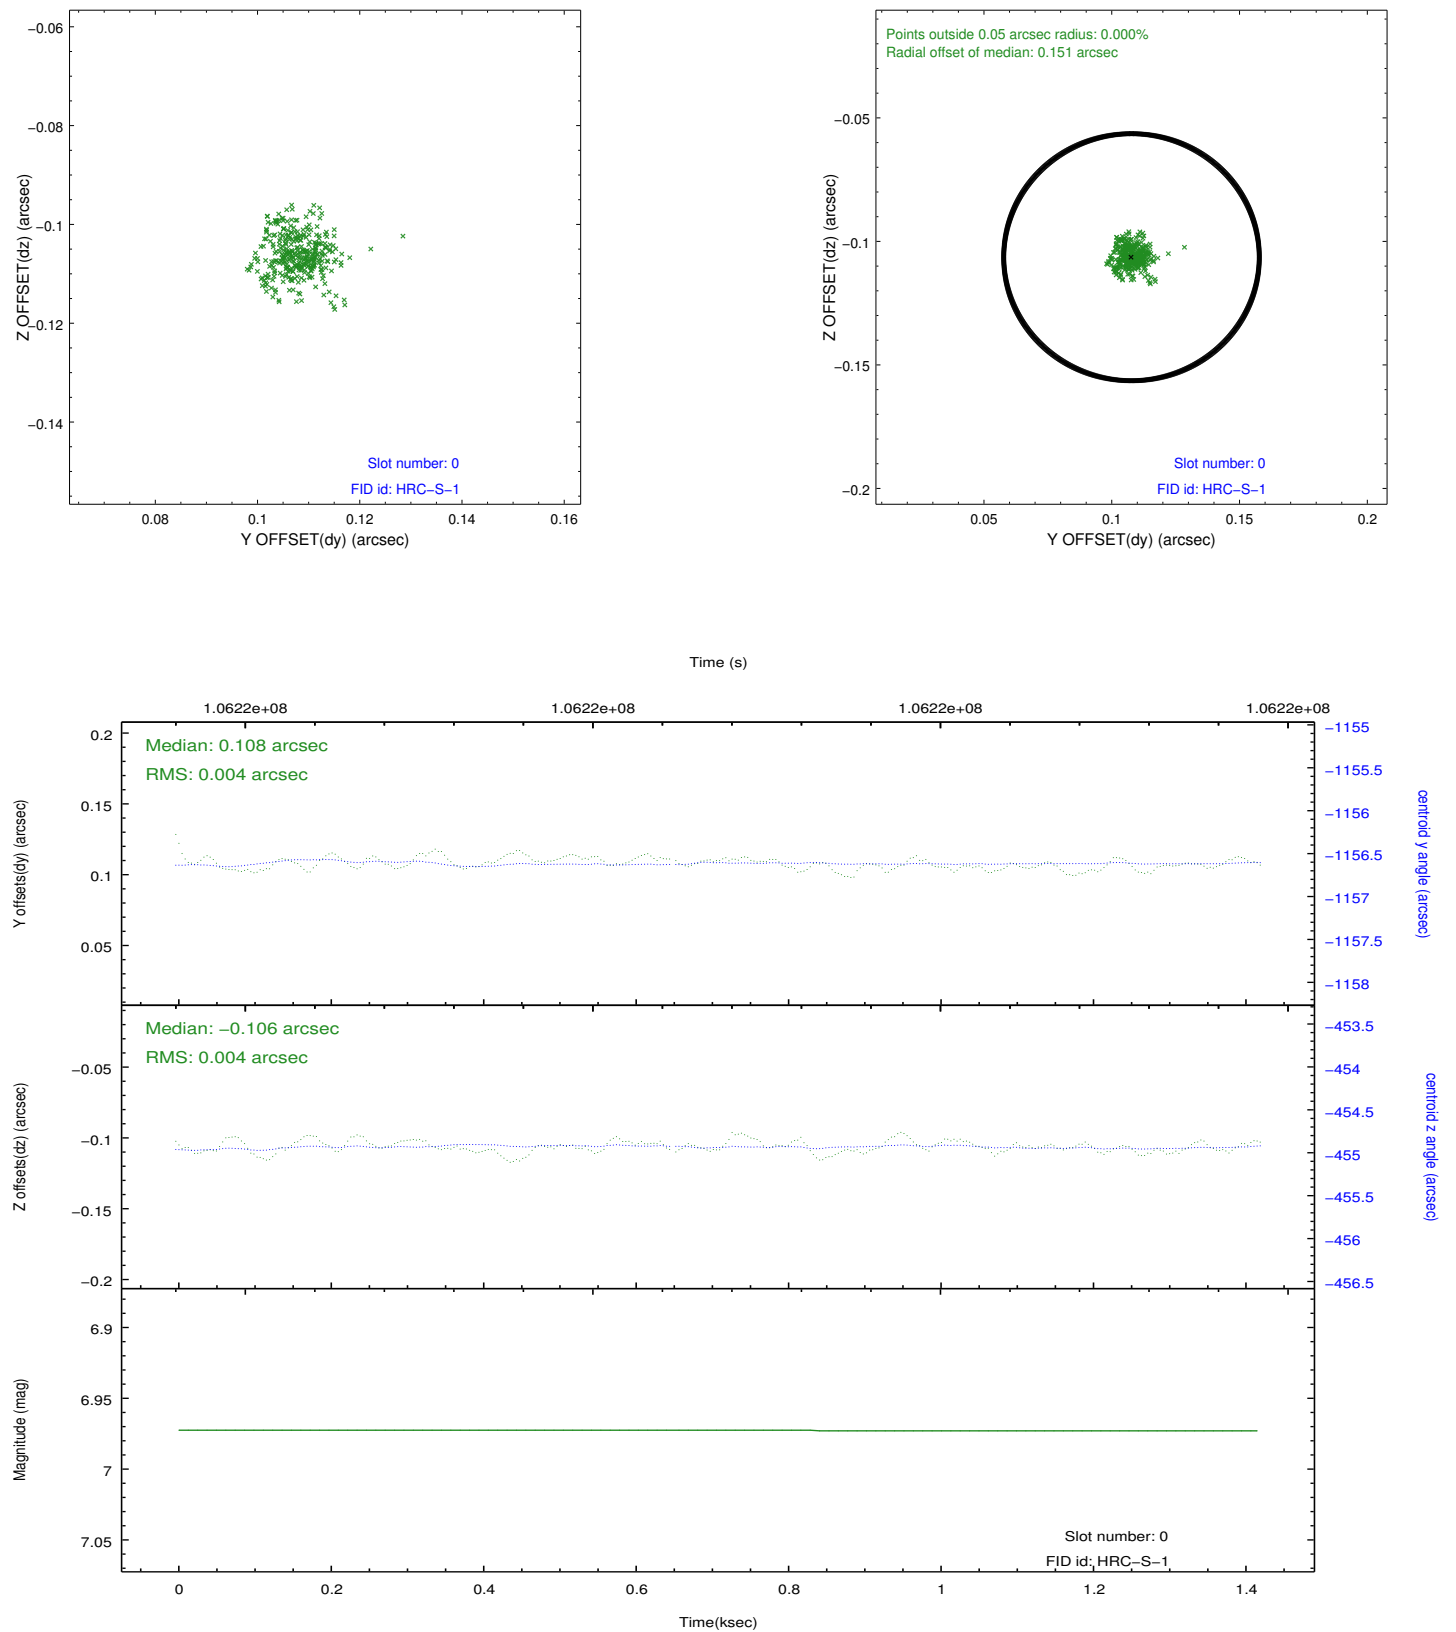 −0.06
−0.08
−0.1
−0.12
−0.14
Z OFFSET(dz) (arcsec)
Slot number: 0
FID id: HRC−S−1
0.08
0.1
0.12
0.14
0.16
Y OFFSET(dy) (arcsec)
Points outside 0.05 arcsec radius: 0.000%
Radial offset of median: 0.151 arcsec
−0.05
−0.1
−0.15
−0.2
Z OFFSET(dz) (arcsec)
Slot number: 0
FID id: HRC−S−1
0.05
0.1
0.15
0.2
Y OFFSET(dy) (arcsec)
Time (s)
1.0622e+08
1.0622e+08
1.0622e+08
1.0622e+08
Median: 0.108 arcsec
RMS: 0.004 arcsec
0.2
0.15
0.1
0.05
Y offsets(dy) (arcsec)
−1155
−1155.5
−1156
−1156.5
−1157
−1157.5
−1158
centroid y angle (arcsec)
Median: −0.106 arcsec
RMS: 0.004 arcsec
−0.05
−0.1
−0.15
−0.2
Z offsets(dz) (arcsec)
−453.5
−454
−454.5
−455
−455.5
−456
−456.5
centroid z angle (arcsec)
6.9
6.95
7
7.05
Magnitude (mag)
Slot number: 0
FID id: HRC−S−1
0
0.2
0.4
0.6
0.8
1
1.2
1.4
Time(ksec)